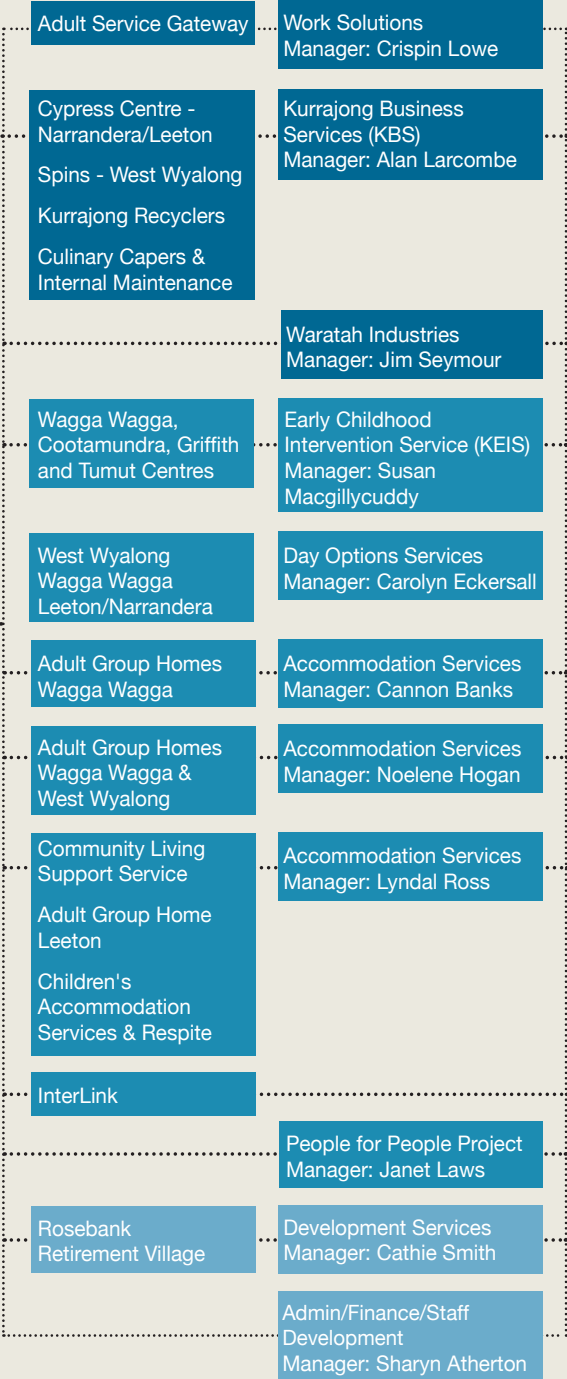 Adult Service Gateway
Work Solutions
Manager: Crispin Lowe
Cypress Centre -
Narrandera/Leeton
Spins - West Wyalong
Kurrajong Recyclers
Culinary Capers &
Internal Maintenance
Kurrajong Business
Services (KBS)
Manager: Alan Larcombe
Waratah Industries
Manager: Jim Seymour
Wagga Wagga,
Cootamundra, Griffith
and Tumut Centres
Early Childhood
Intervention Service (KEIS)
Manager: Susan
Macgillycuddy
West Wyalong
Wagga Wagga
Leeton/Narrandera
Day Options Services
Manager: Carolyn Eckersall
Adult Group Homes
Wagga Wagga
Accommodation Services
Manager: Cannon Banks
Adult Group Homes
Wagga Wagga &
West Wyalong
Accommodation Services
Manager: Noelene Hogan
Community Living
Support Service
Adult Group Home
Leeton
Children's
Accommodation
Services & Respite
Accommodation Services
Manager: Lyndal Ross
InterLink
People for People Project
Manager: Janet Laws
Rosebank
Retirement Village
Development Services
Manager: Cathie Smith
Admin/Finance/Staff
Development
Manager: Sharyn Atherton